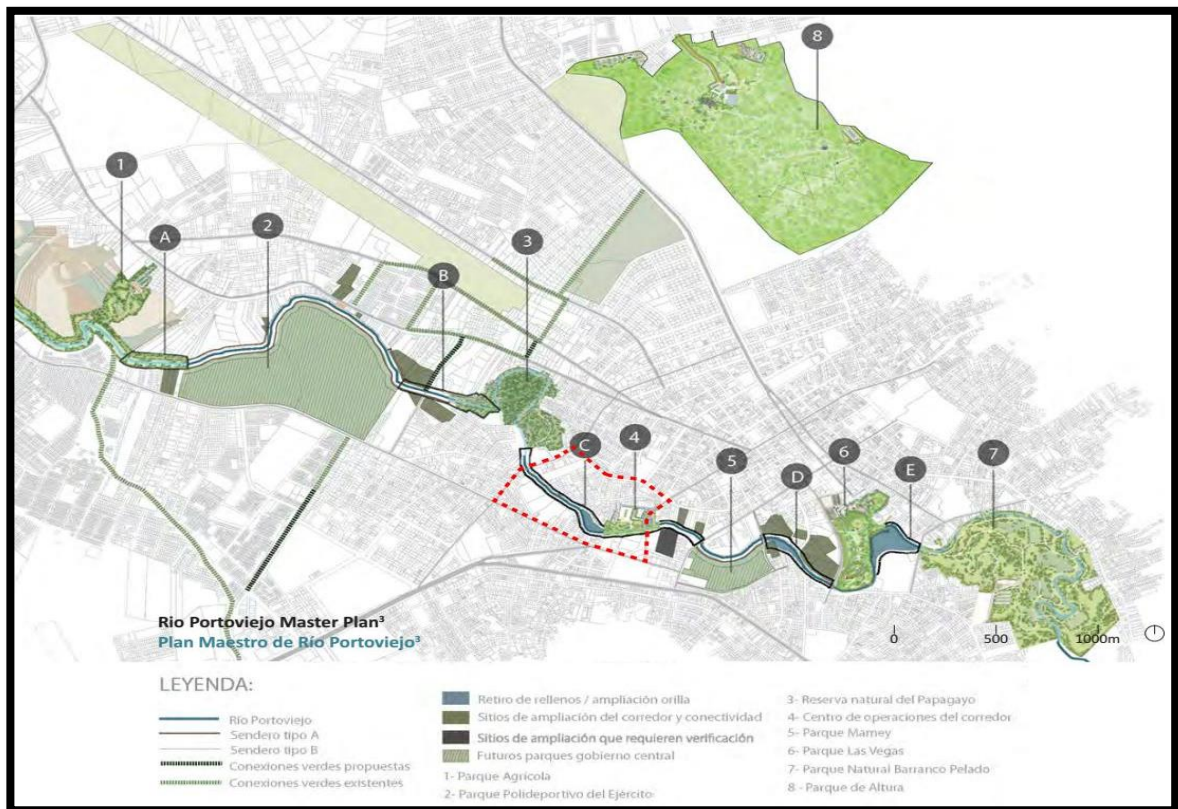 8
1
A
2
3
B
C
4
5
D
6
E
7
Rio Portoviejo Master Plan³
Plan Maestro de Río Portoviejo³
0 500 1000m
LEYENDA:
Río Portoviejo
Sendero tipo A
Sendero tipo B
Conexiones verdes propuestas
Conexiones verdes existentes
Retiro de rellenos / ampliación orilla
Sitios de ampliación del corredor y conectividad
Sitios de ampliación que requieren verificación
Futuros parques gobierno central
1- Parque Agrícola
2- Parque Polideportivo del Ejército
3- Reserva natural del Papagayo
4- Centro de operaciones del corredor
5- Parque Mamey
6- Parque Las Vegas
7- Parque Natural Barranco Pelado
8 - Parque de Altura